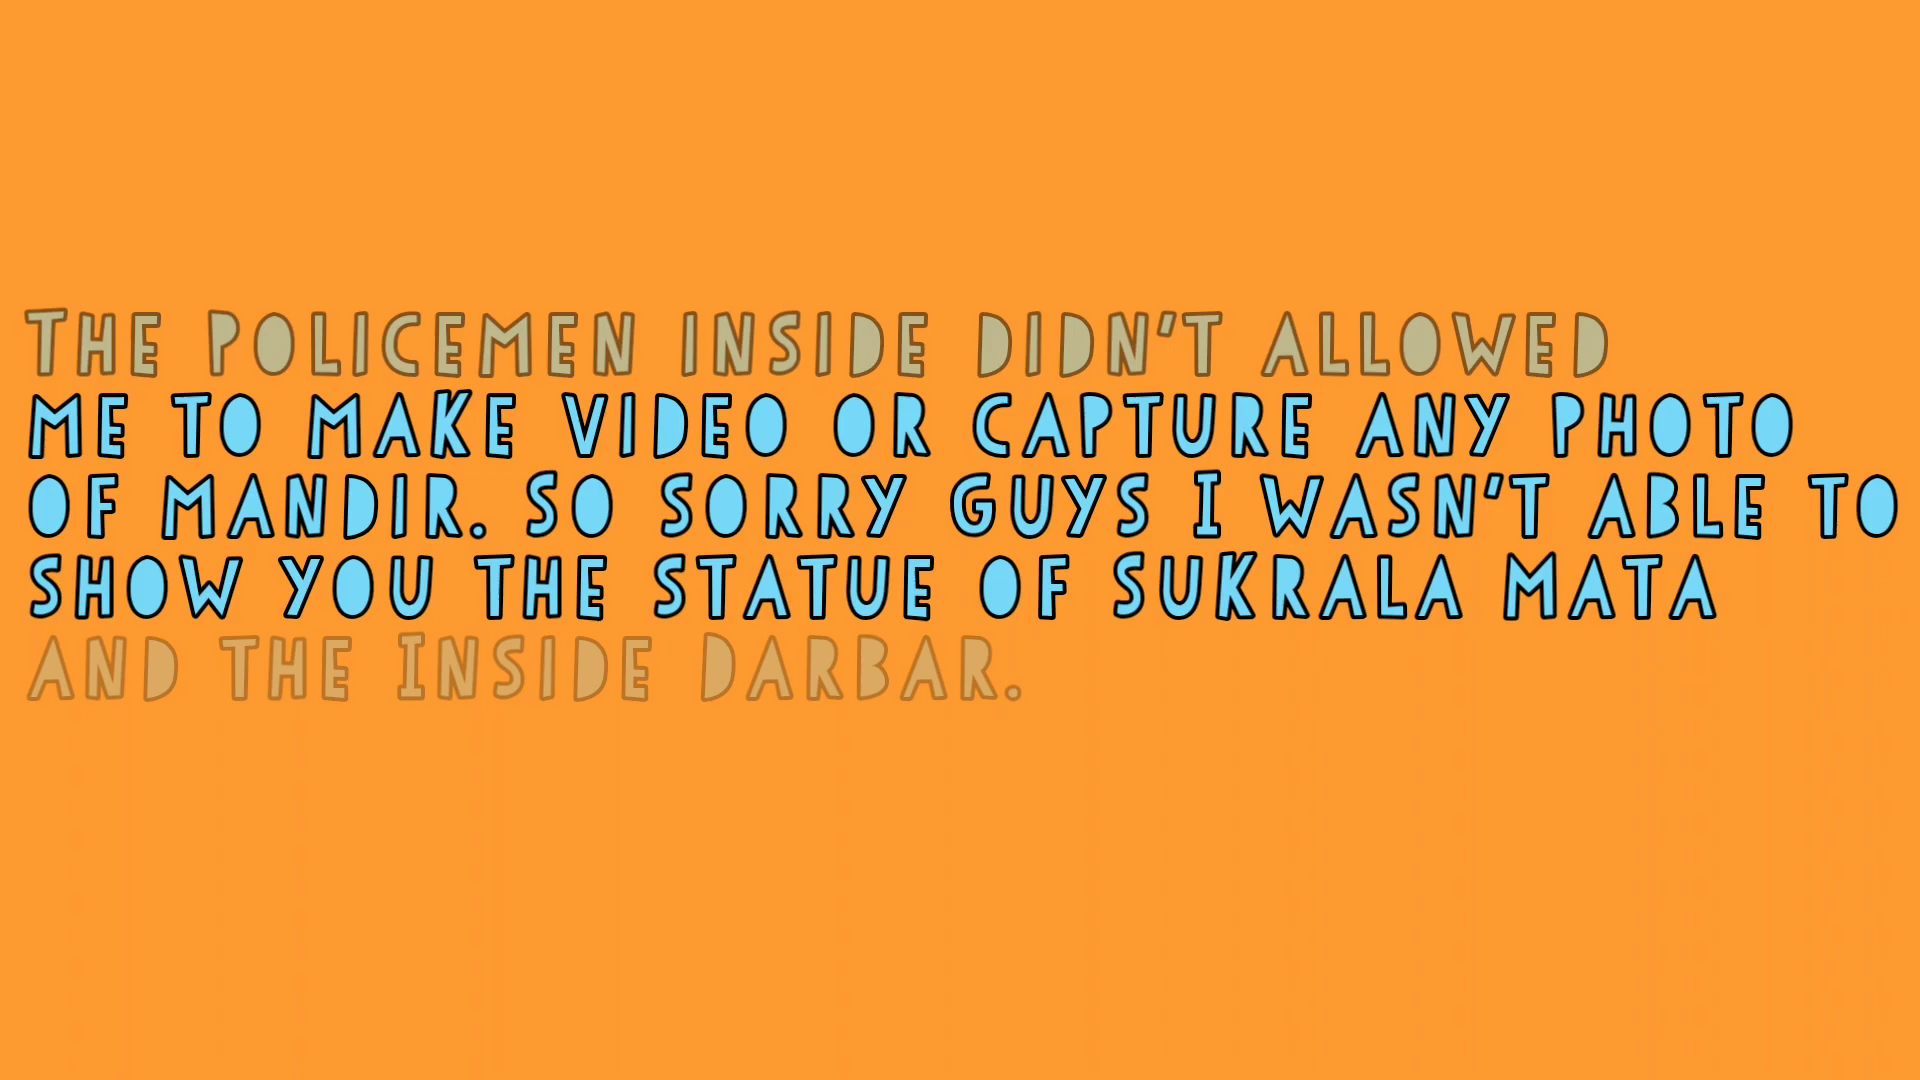 The policemen inside didn't allowed
me to make video or capture any photo
of mandir. So sorry guys I wasn't able to
show you the statue of Sukrala Mata
and the Inside Darbar.